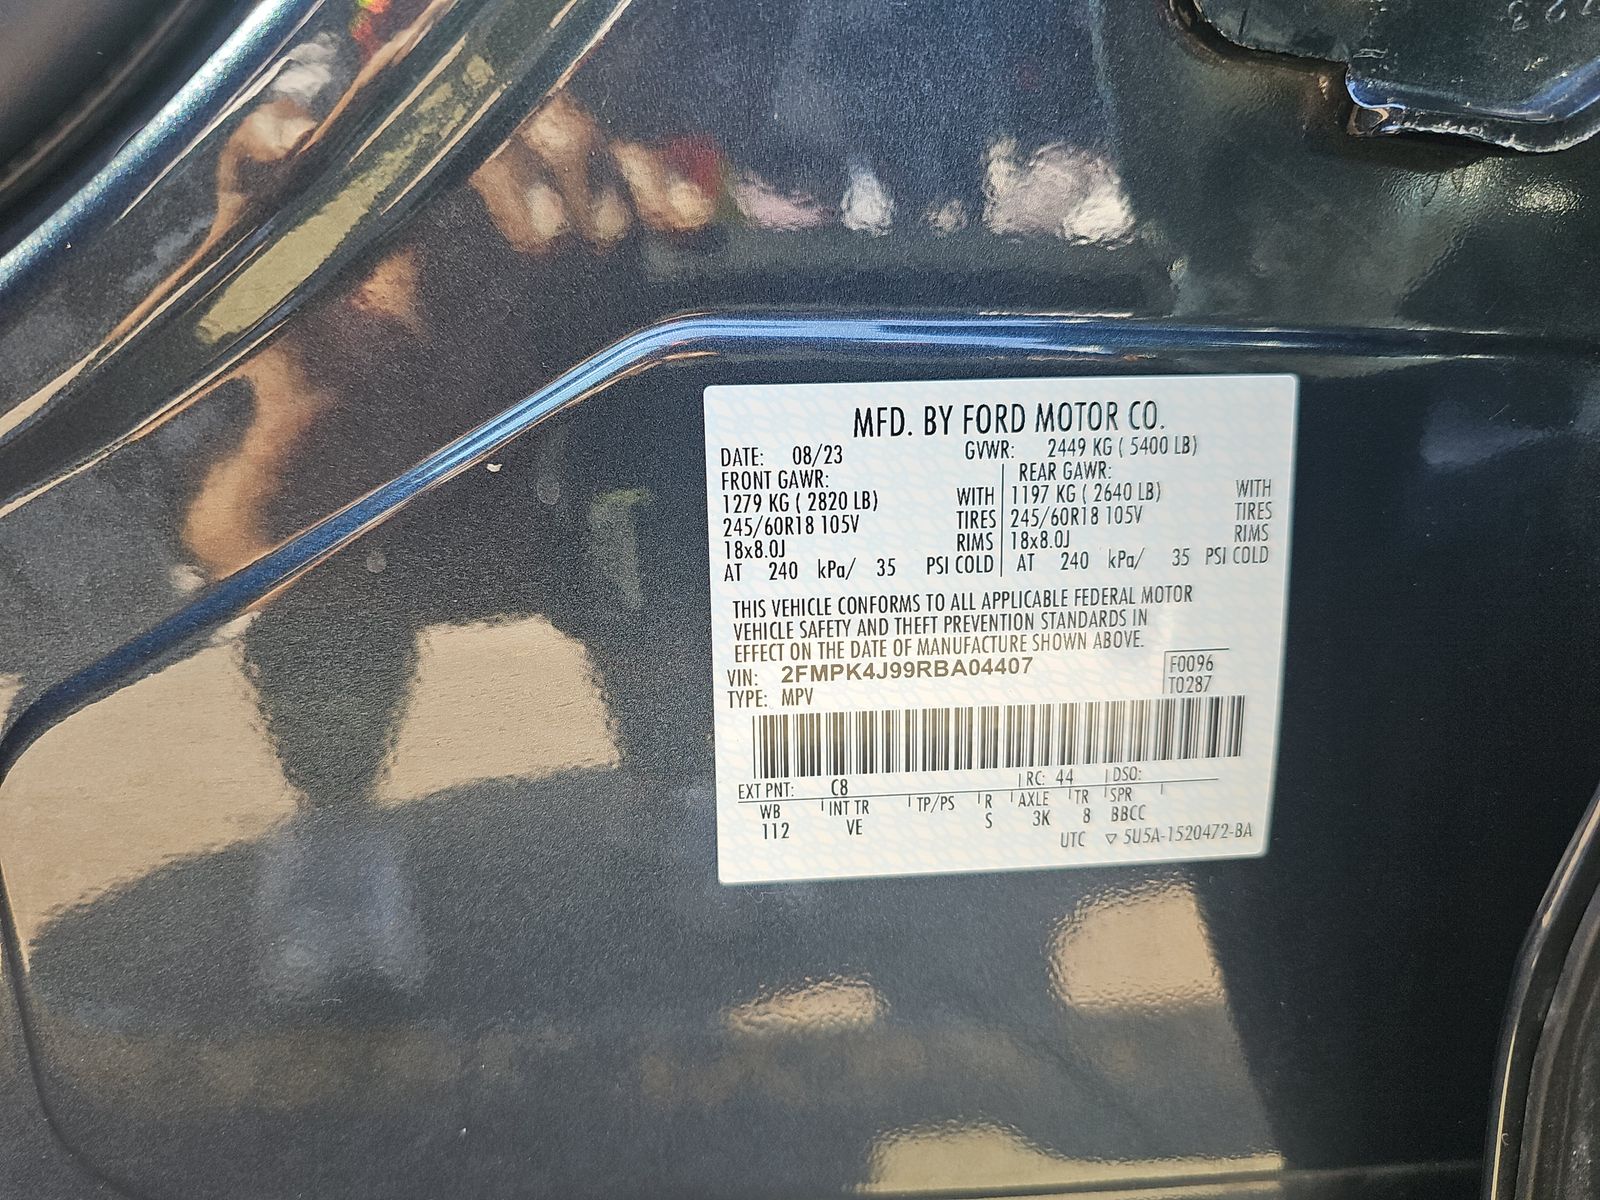 MFD. BY FORD MOTOR CO.
DATE: 08/23 GVWR: 2449 KG ( 5400 LB)
FRONT GAWR: REAR GAWR:
1279 KG ( 2820 LB) WITH 1197 KG ( 2640 LB) WITH
245/60R18 105V TIRES 245/60R18 105V TIRES
18x8.0J RIMS 18x8.0J RIMS
AT 240 kPa/ 35 PSI COLD AT 240 kPa/ 35 PSI COLD
THIS VEHICLE CONFORMS TO ALL APPLICABLE FEDERAL MOTOR
VEHICLE SAFETY AND THEFT PREVENTION STANDARDS IN
EFFECT ON THE DATE OF MANUFACTURE SHOWN ABOVE.
VIN: 2FMPK4J99RBA04407 F0096
TYPE: MPV T0287
EXT PNT: C8 RC: 44 DSO:
WB INT TR TP/PS R AXLE TR SPR
112 VE S 3K 8 BBCC
UTC ▽ 5U5A-1520472-BA